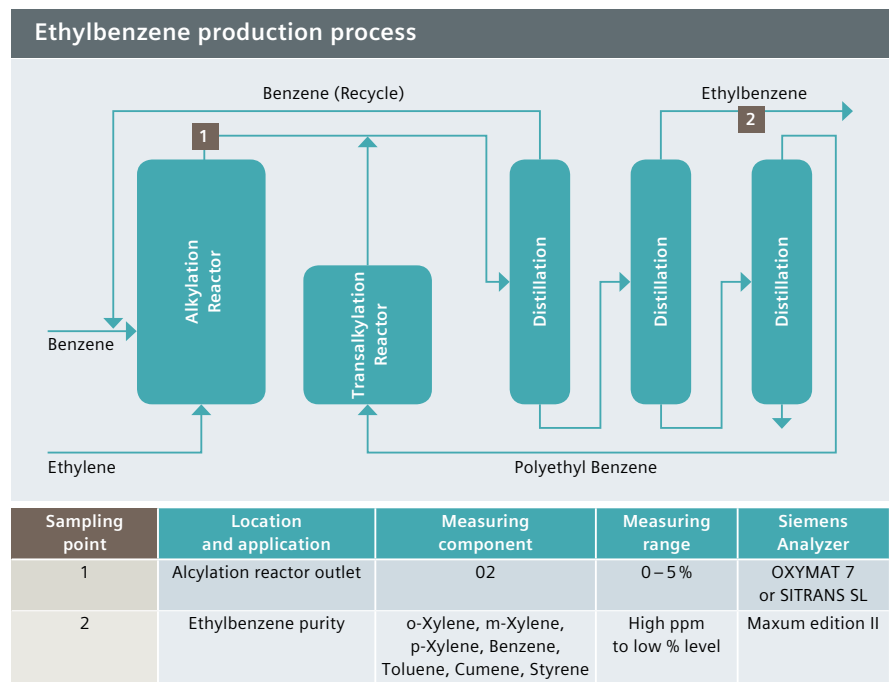 Ethylbenzene production process
Benzene (Recycle)
Ethylbenzene
1
2
Alkylation
Reactor
Transalkylation
Reactor
Distillation
Distillation
Distillation
Benzene
Ethylene
Polyethyl Benzene
Sampling
point
Location
and application
Measuring
component
Measuring
range
Siemens
Analyzer
1
Alcylation reactor outlet
02
0–5%
OXYMAT 7
or SITRANS SL
2
Ethylbenzene purity
o-Xylene, m-Xylene,
p-Xylene, Benzene,
Toluene, Cumene, Styrene
High ppm
to low % level
Maxum edition II